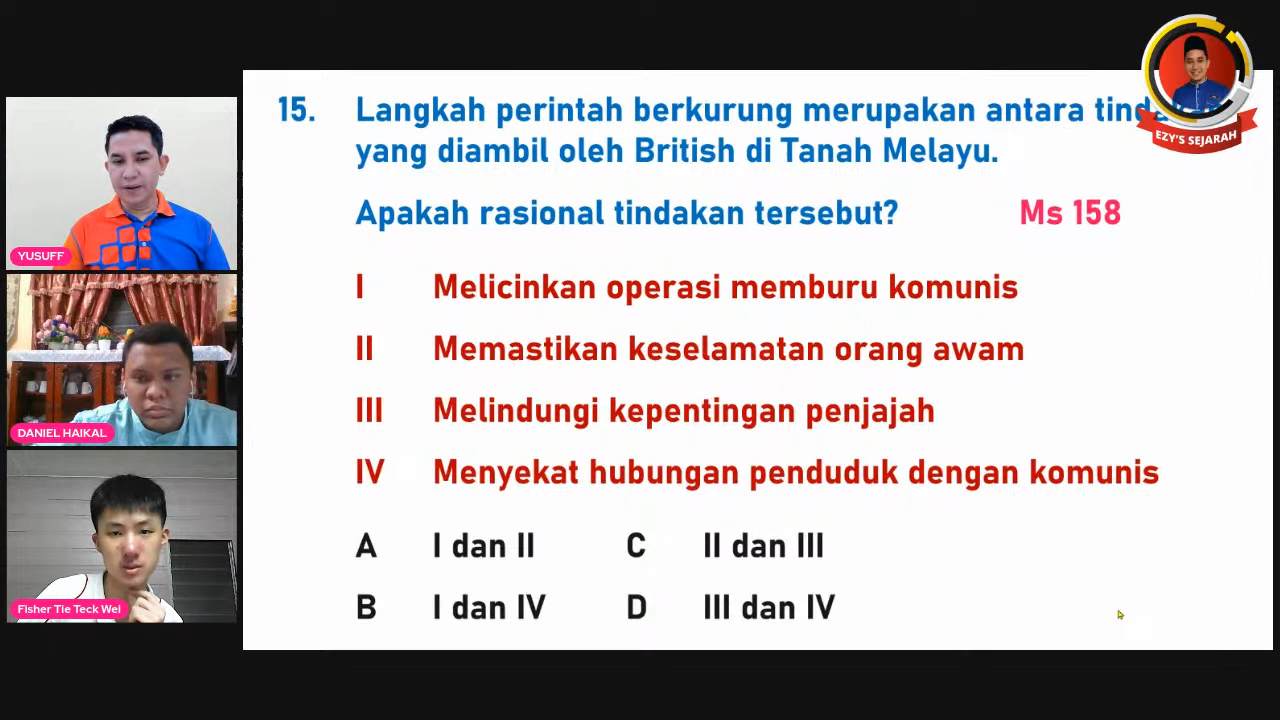 15. Langkah perintah berkurung merupakan antara
yang diambil oleh British di Tanah Melayu.
Apakah rasional tindakan tersebut? Ms 158
I Melicinkan operasi memburu komunis
II Memastikan keselamatan orang awam
III Melindungi kepentingan penjajah
IV Menyekat hubungan penduduk dengan komunis
A I dan II C II dan III
B I dan IV D III dan IV
EZY'S SEJARAH
YUSUFF
DANIEL HAIKAL
Fisher Tie Teck Wei